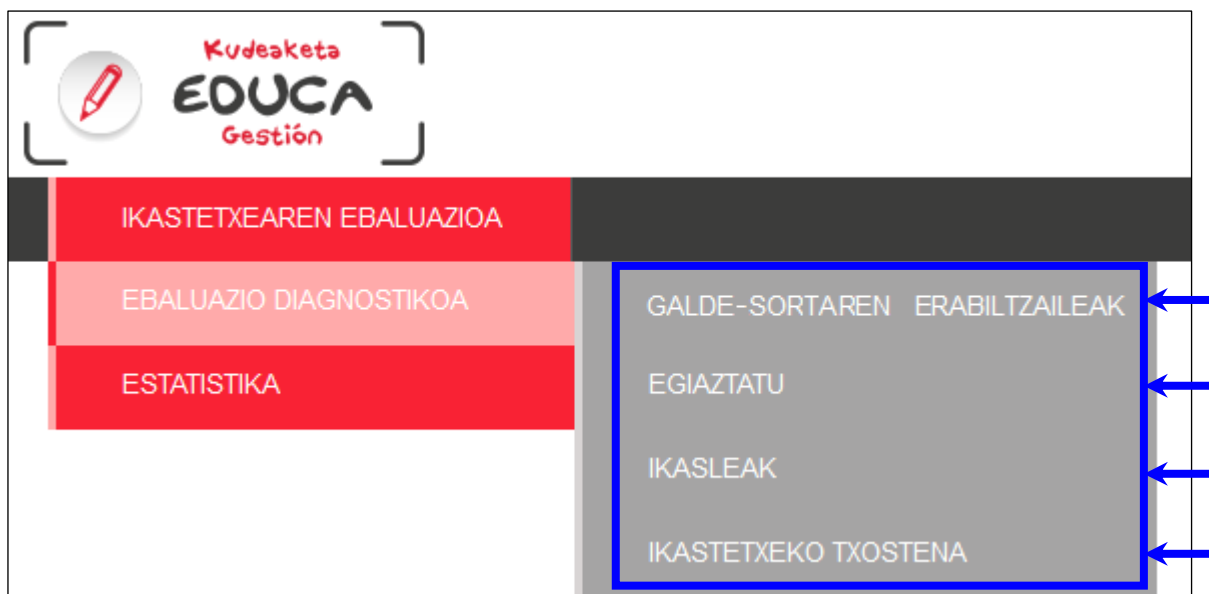 Kudeaketa
EDUCA
Gestión
IKASTETXEAREN EBALUAZIOA
EBALUAZIO DIAGNOSTIKOA
GALDE-SORTAREN ERABILTZAILEAK
ESTATISTIKA
EGIAZTATU
IKASLEAK
IKASTETXEKO TXOSTENA